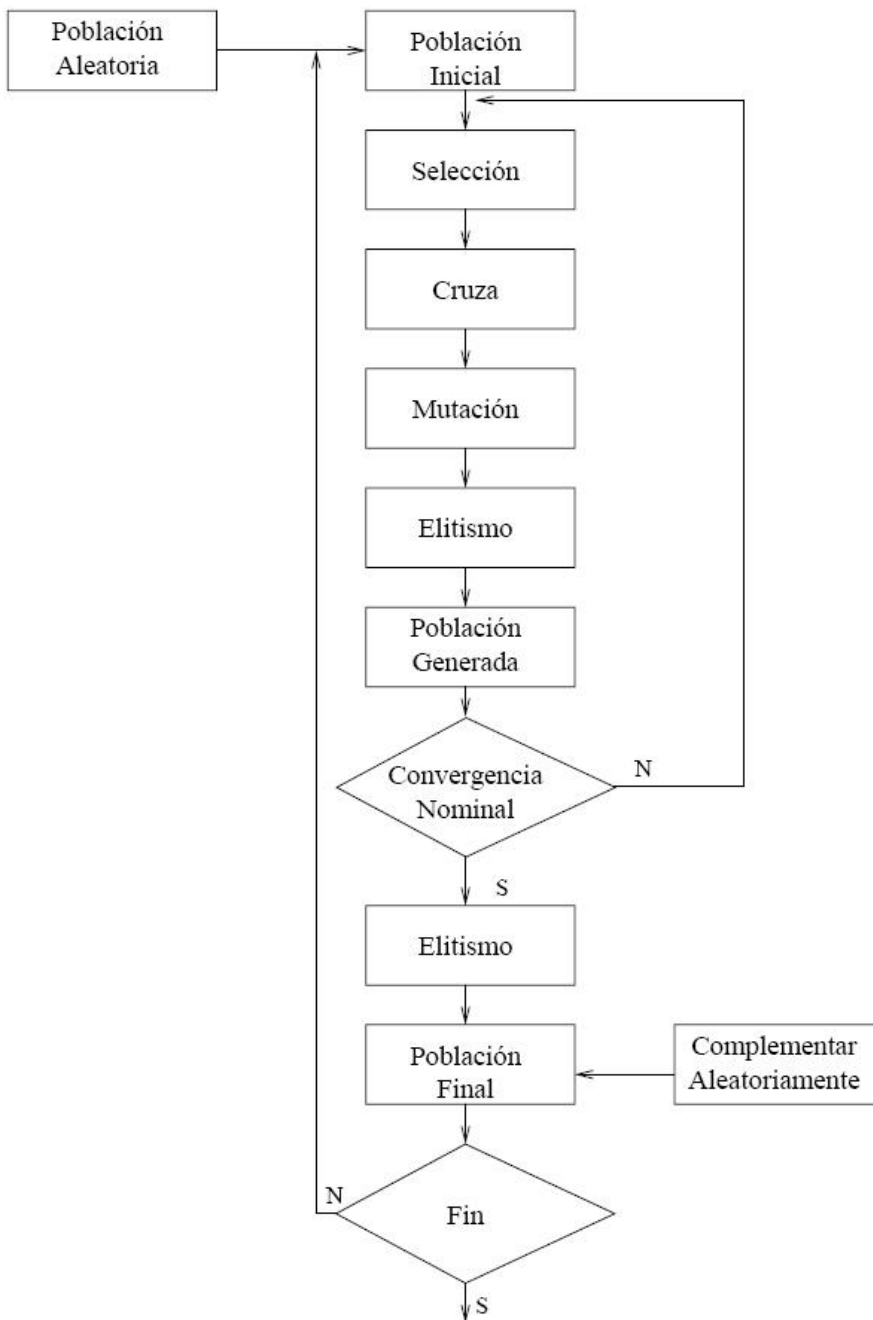 Población
Aleatoria
Población
Inicial
Selección
Cruza
Mutación
Elitismo
Población
Generada
Convergencia
Nominal
N
S
Elitismo
Población
Final
Complementar
Aleatoriamente
N
Fin
S